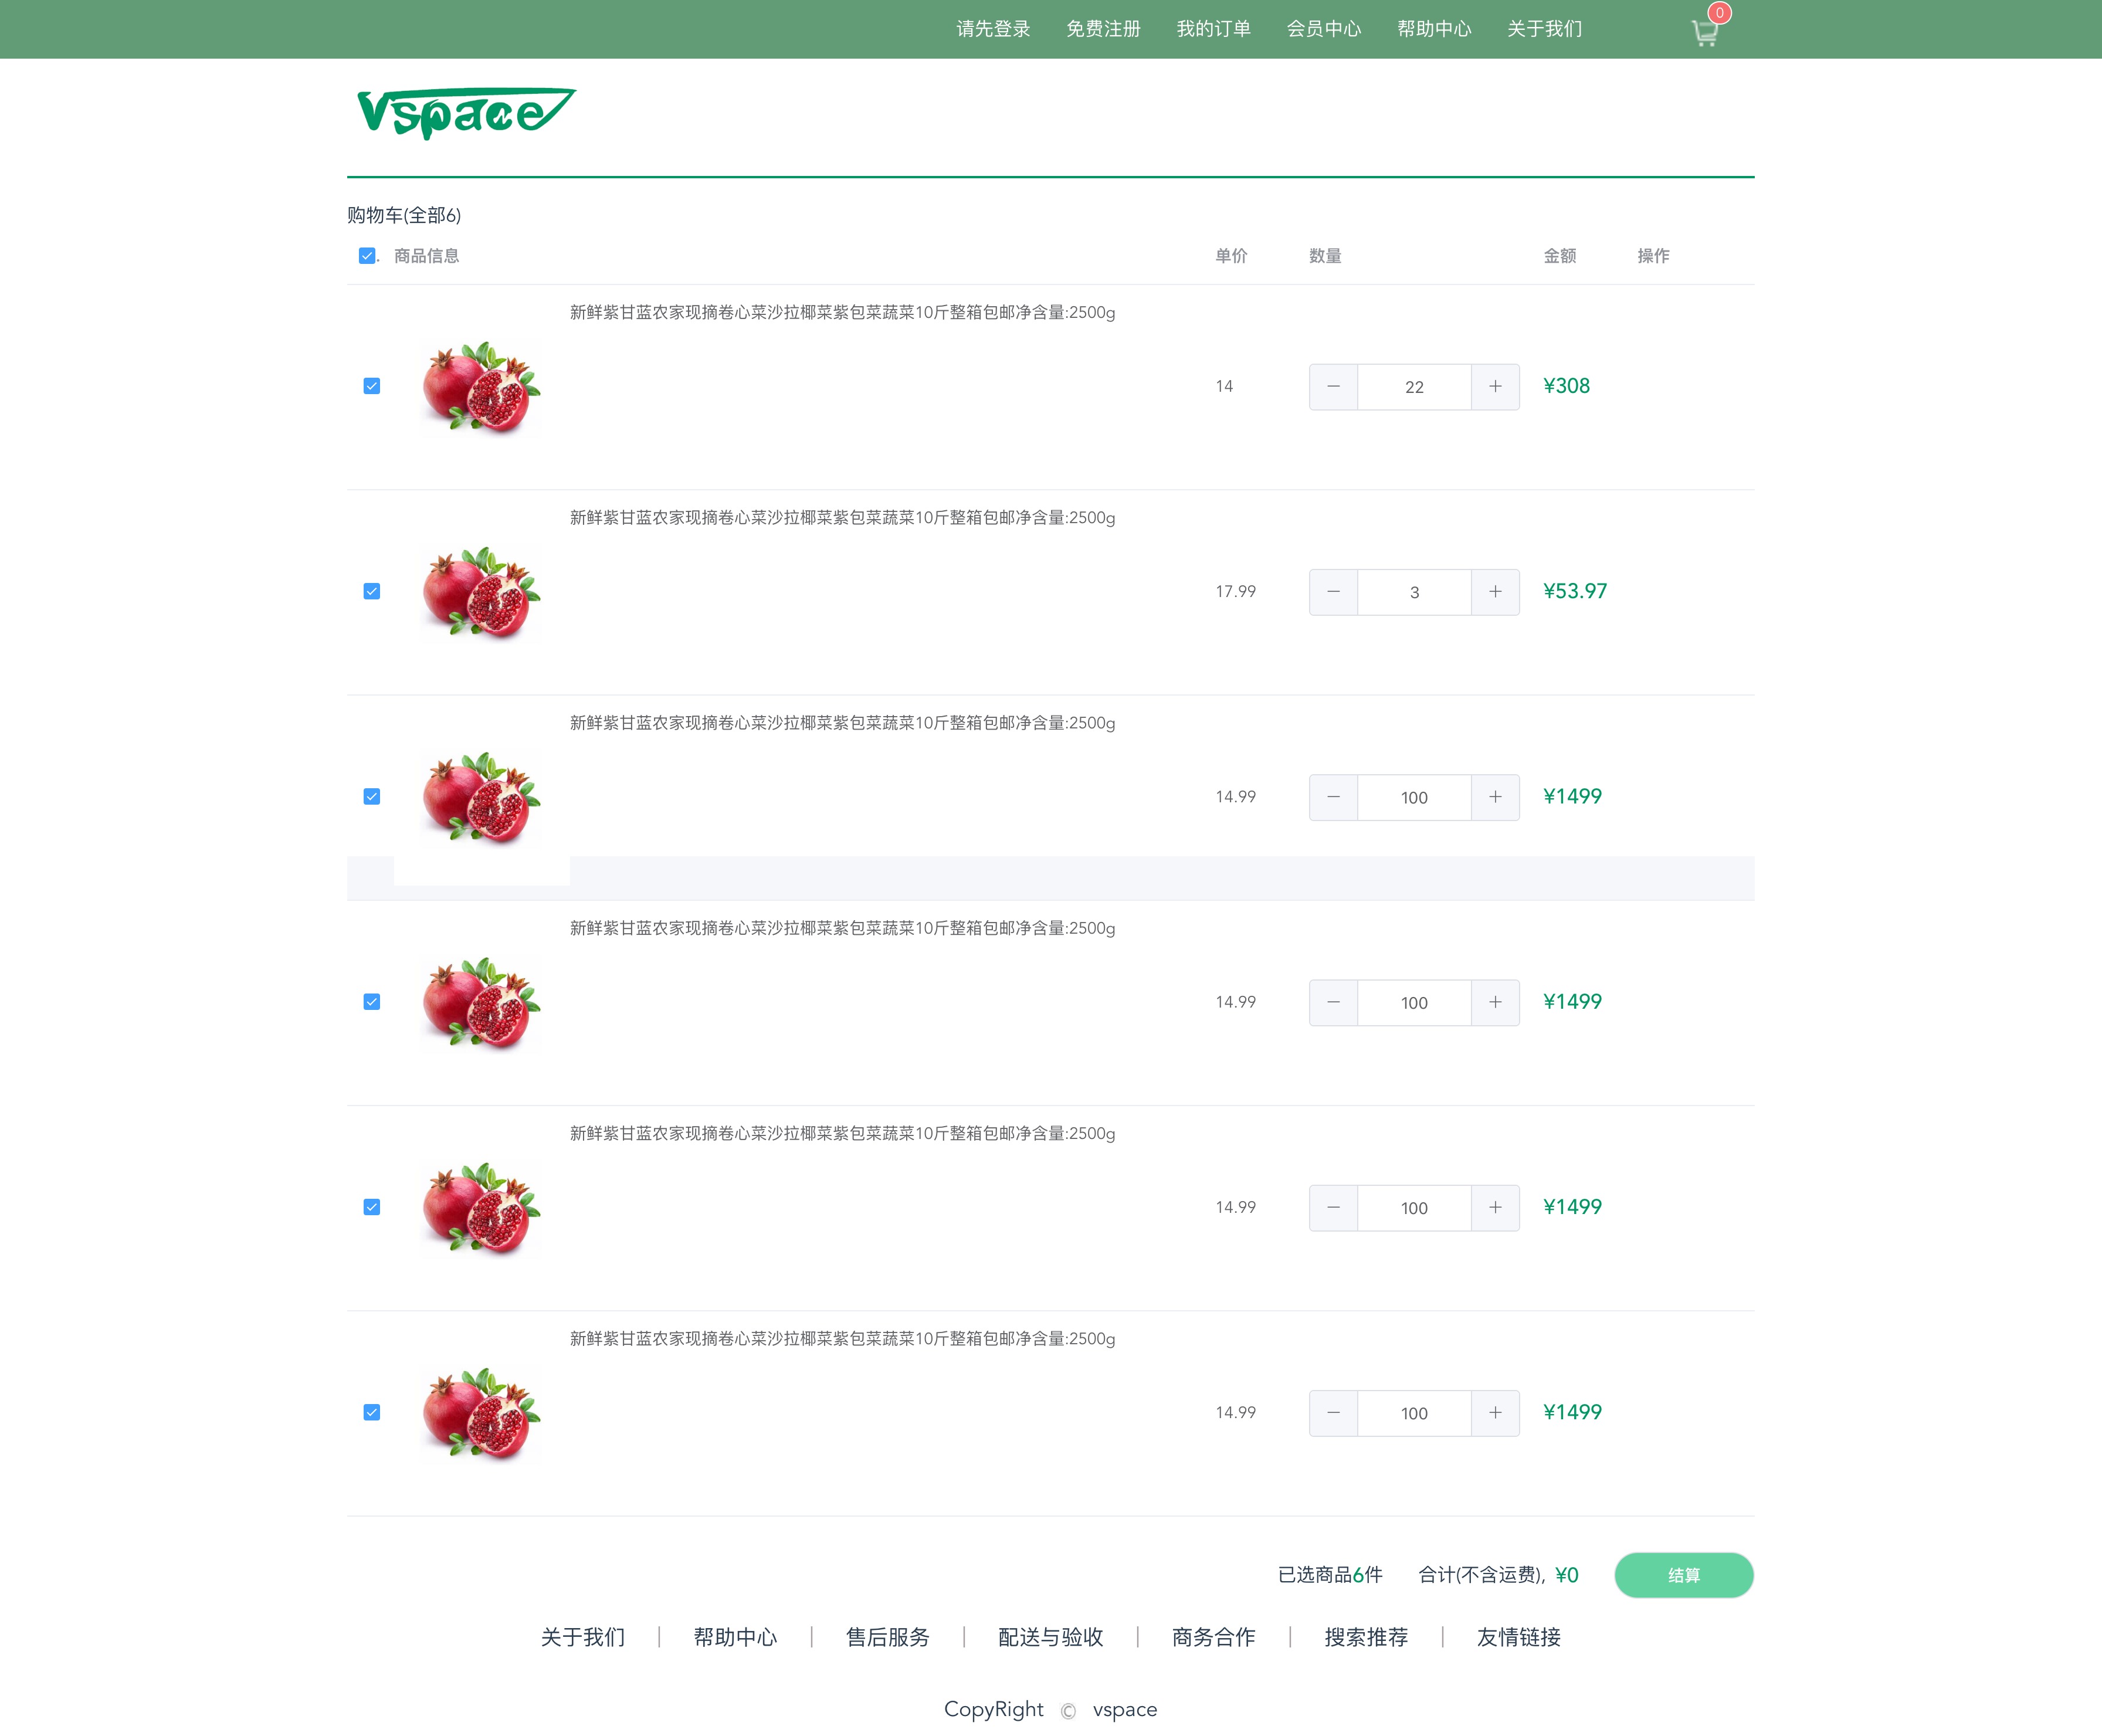 请先登录 免费注册 我的订单 会员中心 帮助中心 关于我们 0
Vspace
购物车(全部6)
. 商品信息 单价 数量 金额 操作
新鲜紫甘蓝农家现摘卷心菜沙拉椰菜紫包菜蔬菜10斤整箱包邮净含量:2500g
14 22 ¥308
新鲜紫甘蓝农家现摘卷心菜沙拉椰菜紫包菜蔬菜10斤整箱包邮净含量:2500g
17.99 3 ¥53.97
新鲜紫甘蓝农家现摘卷心菜沙拉椰菜紫包菜蔬菜10斤整箱包邮净含量:2500g
14.99 100 ¥1499
新鲜紫甘蓝农家现摘卷心菜沙拉椰菜紫包菜蔬菜10斤整箱包邮净含量:2500g
14.99 100 ¥1499
新鲜紫甘蓝农家现摘卷心菜沙拉椰菜紫包菜蔬菜10斤整箱包邮净含量:2500g
14.99 100 ¥1499
新鲜紫甘蓝农家现摘卷心菜沙拉椰菜紫包菜蔬菜10斤整箱包邮净含量:2500g
14.99 100 ¥1499
已选商品6件 合计(不含运费), ¥0 结算
关于我们 | 帮助中心 | 售后服务 | 配送与验收 | 商务合作 | 搜索推荐 | 友情链接
CopyRight © vspace